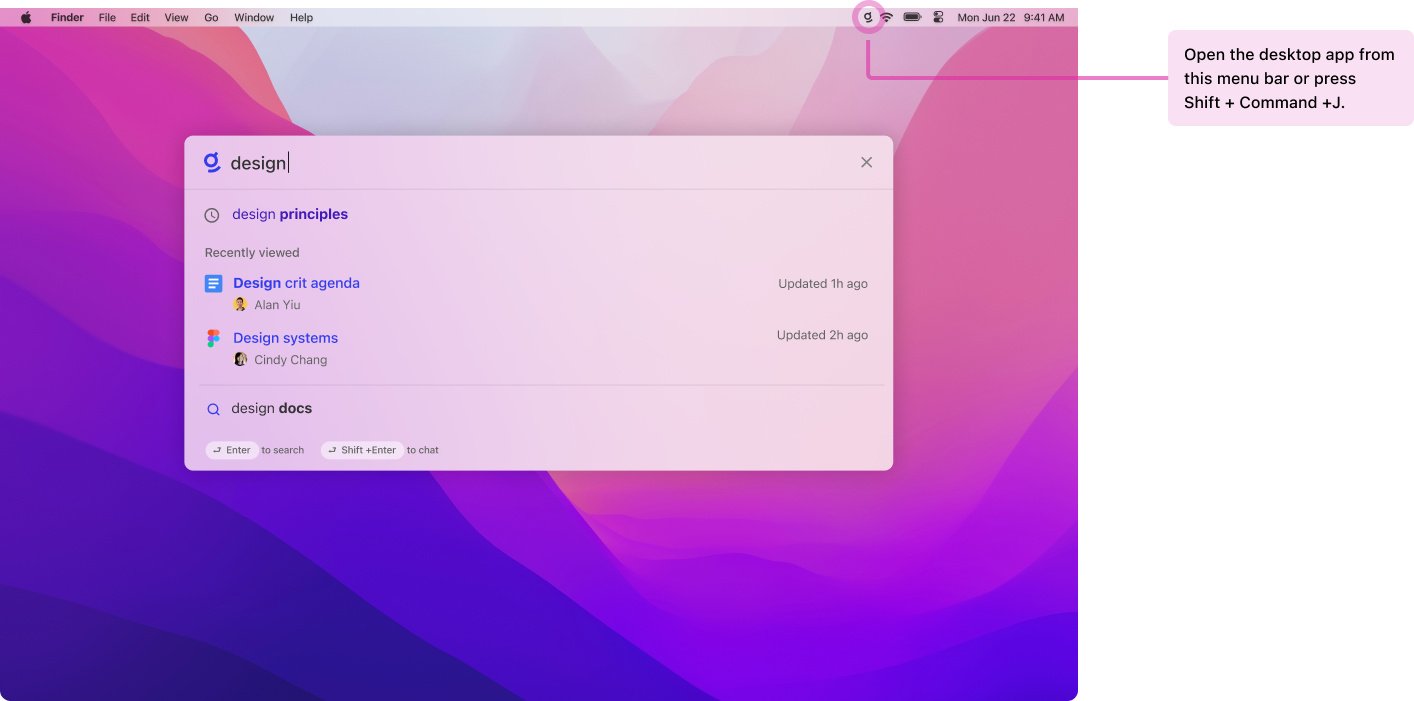 Finder File Edit View Go Window Help Mon Jun 22 9:41 AM
Open the desktop app from
this menu bar or press
Shift + Command +J.
design
design principles
Recently viewed
Design crit agenda Updated 1h ago
Alan Yiu
Design systems Updated 2h ago
Cindy Chang
design docs
Enter to search Shift +Enter to chat